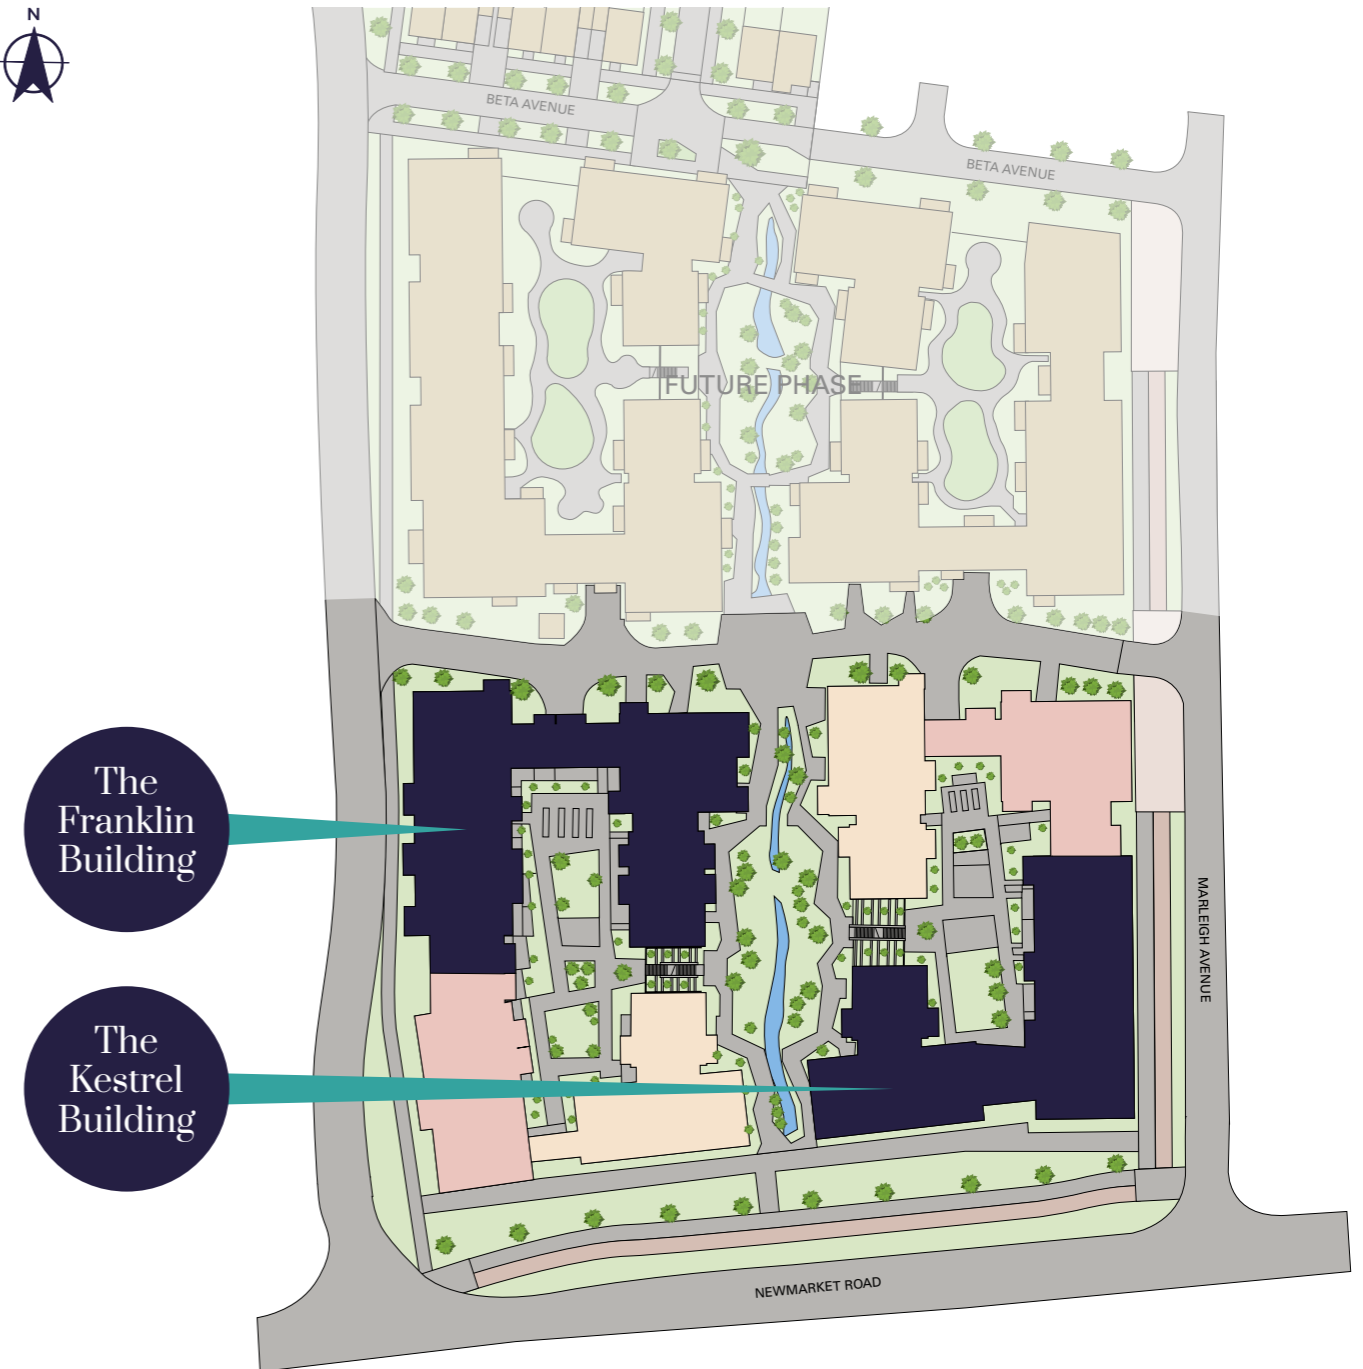 N
BETA AVENUE
BETA AVENUE
FUTURE PHASE
The
Franklin
Building
MARLEIGH AVENUE
The
Kestrel
Building
NEWMARKET ROAD